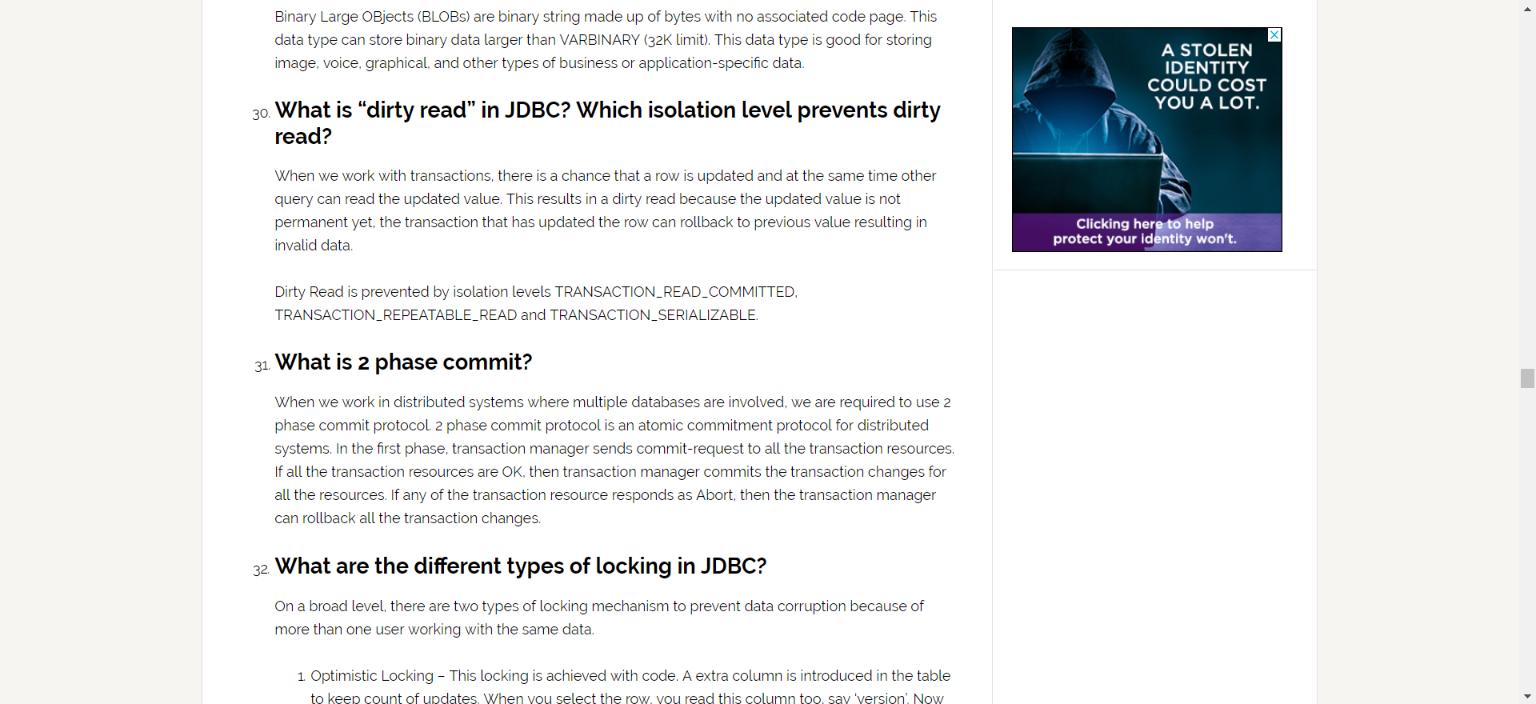 Binary Large OBjects (BLOBs) are binary string made up of bytes with no associated code page. This
data type can store binary data larger than VARBINARY (32K limit). This data type is good for storing
image, voice, graphical, and other types of business or application-specific data.
30. What is “dirty read” in JDBC? Which isolation level prevents dirty
read?
When we work with transactions, there is a chance that a row is updated and at the same time other
query can read the updated value. This results in a dirty read because the updated value is not
permanent yet, the transaction that has updated the row can rollback to previous value resulting in
invalid data.
Dirty Read is prevented by isolation levels TRANSACTION_READ_COMMITTED,
TRANSACTION_REPEATABLE_READ and TRANSACTION_SERIALIZABLE.
31. What is 2 phase commit?
When we work in distributed systems where multiple databases are involved, we are required to use 2
phase commit protocol. 2 phase commit protocol is an atomic commitment protocol for distributed
systems. In the first phase, transaction manager sends commit-request to all the transaction resources.
If all the transaction resources are OK, then transaction manager commits the transaction changes for
all the resources. If any of the transaction resource responds as Abort, then the transaction manager
can rollback all the transaction changes.
32. What are the different types of locking in JDBC?
On a broad level, there are two types of locking mechanism to prevent data corruption because of
more than one user working with the same data.
1. Optimistic Locking – This locking is achieved with code. A extra column is introduced in the table
to keep count of updates. When you select the row, you read this column too, say ‘version’. Now
A STOLEN
IDENTITY
COULD COST
YOU A LOT.
Clicking here to help
protect your identity won't.